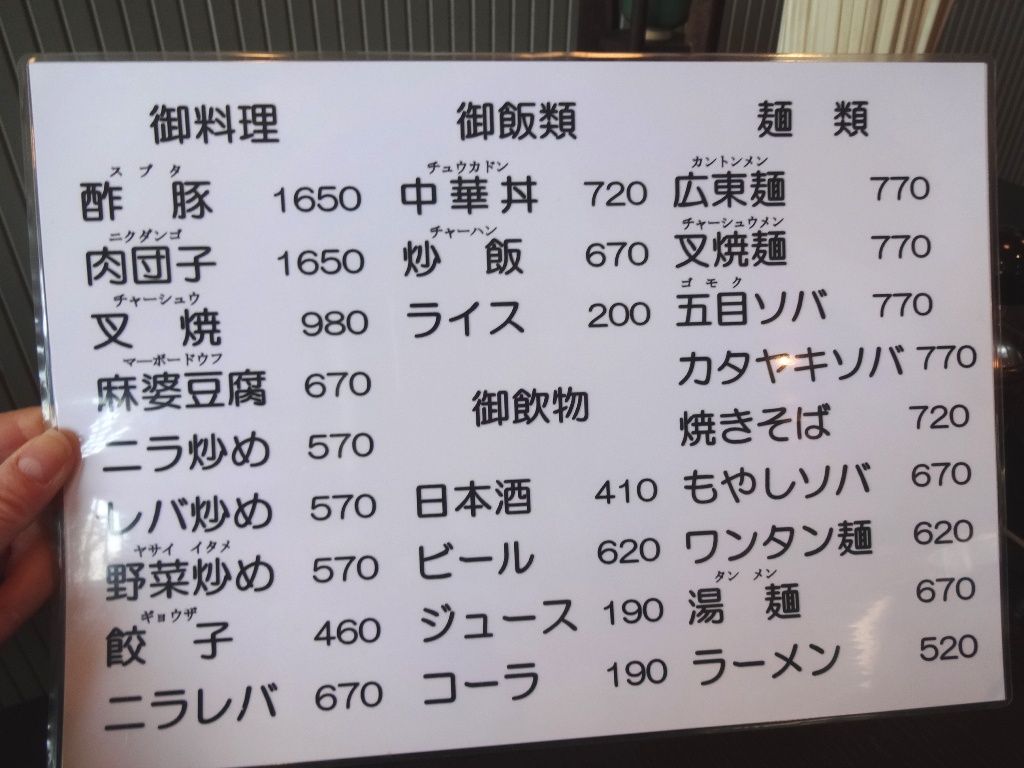 御料理
スブタ
酢豚 1650
ニクダンゴ
肉団子 1650
チャーシュウ
叉焼 980
マーボードウフ
麻婆豆腐 670
ニラ炒め 570
レバ炒め 570
ヤサイ イタメ
野菜炒め 570
ギョウザ
餃子 460
ニラレバ 670
御飯類
チュウカドン
中華丼 720
チャーハン
炒飯 670
ライス 200
御飲物
日本酒 410
ビール 620
ジュース 190
コーラ 190
麺類
カントンメン
広東麺 770
チャーシュウメン
叉焼麺 770
ゴモク
五目ソバ 770
カタヤキソバ 770
焼きそば 720
もやしソバ 670
ワンタン麺 620
タンメン
湯麺 670
ラーメン 520